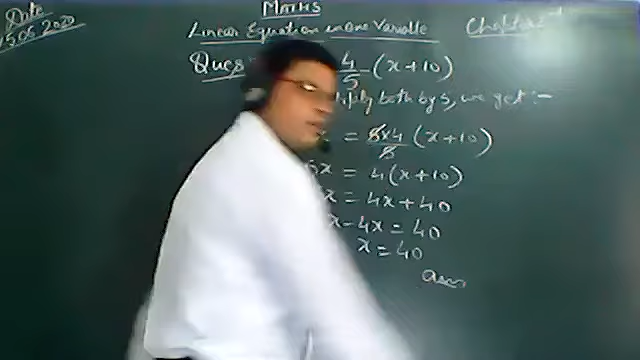 Date
Maths
15.06.2020
Linear Equation in one Variable Chapter-
Ques 4/5 (x+10)
both by 5, we get :-
x = 5x4/5 (x+10)
5x = 4(x+10)
x = 4x+40
x-4x = 40
x = 40
Ans